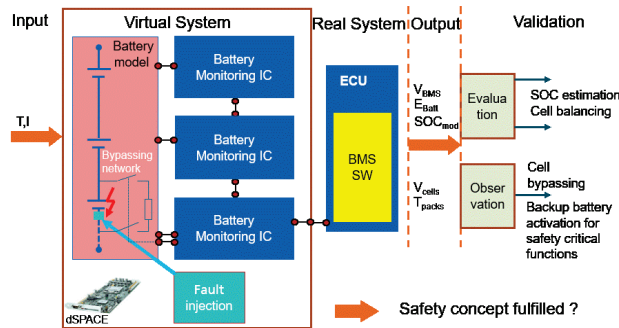 Input
Virtual System
Real System
Output
Validation
Battery
model
Battery
Monitoring IC
Battery
Monitoring IC
Battery
Monitoring IC
Bypassing
network
T,I
Fault
injection
dSPACE
ECU
BMS
SW
VBMS
EBatt
SOCmod
Vcells
Tpacks
Evalua
tion
SOC estimation
Cell balancing
Obser
vation
Cell
bypassing
Backup battery
activation for
safety critical
functions
Safety concept fulfilled ?